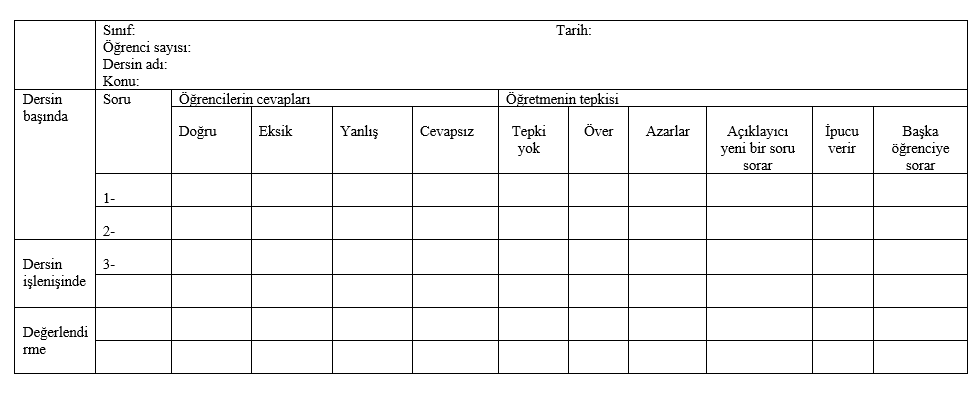 Sınıf: Tarih:
Öğrenci sayısı:
Dersin adı:
Konu:
Dersin başında
Soru
Öğrencilerin cevapları
Öğretmenin tepkisi
Doğru
Eksik
Yanlış
Cevapsız
Tepki
yok
Över
Azarlar
Açıklayıcı
yeni bir soru
sorar
İpucu
verir
Başka
öğrenciye
sorar
1-
2-
Dersin
işlenişinde
3-
Değerlendi
rme